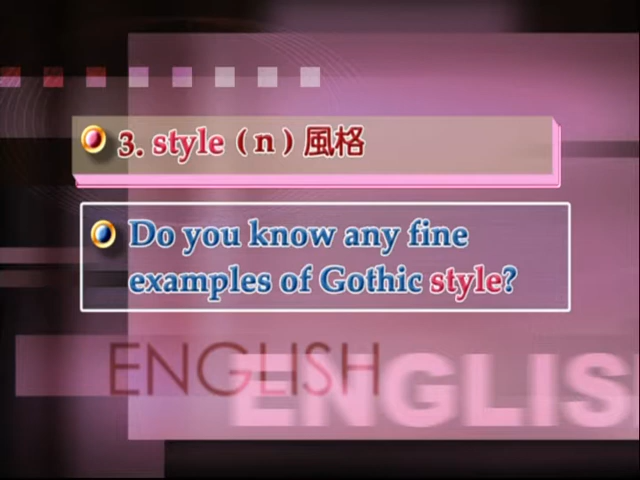 3. style (n) 風格
Do you know any fine
examples of Gothic style?
ENGLISH
ENGLIS